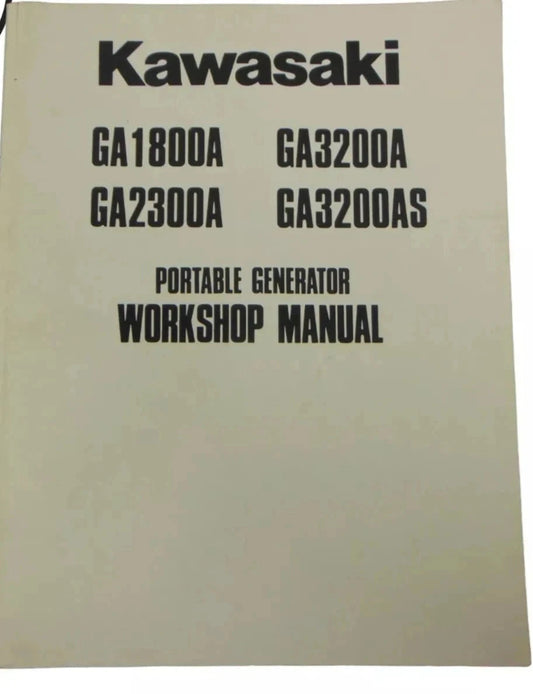 Kawasaki
GA1800A GA3200A
GA2300A GA3200AS
PORTABLE GENERATOR
WORKSHOP MANUAL